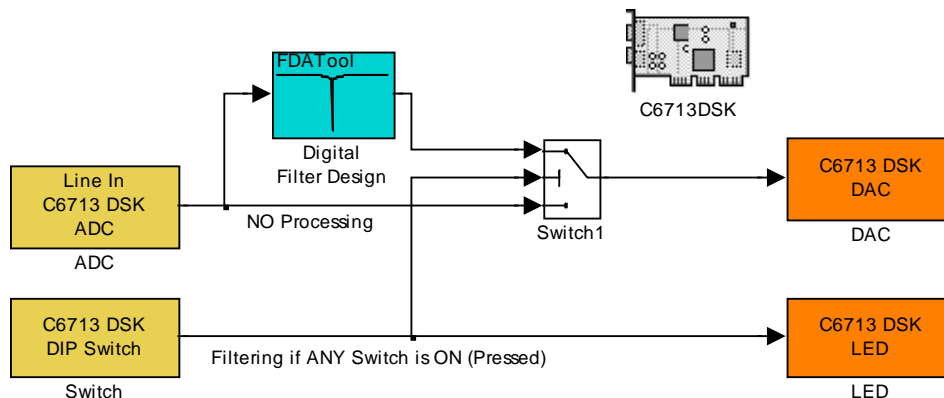 FDATool
C6713DSK
Digital
Filter Design
Line In
C6713 DSK
ADC
ADC
NO Processing
Switch1
C6713 DSK
DAC
DAC
C6713 DSK
DIP Switch
Switch
Filtering if ANY Switch is ON (Pressed)
C6713 DSK
LED
LED